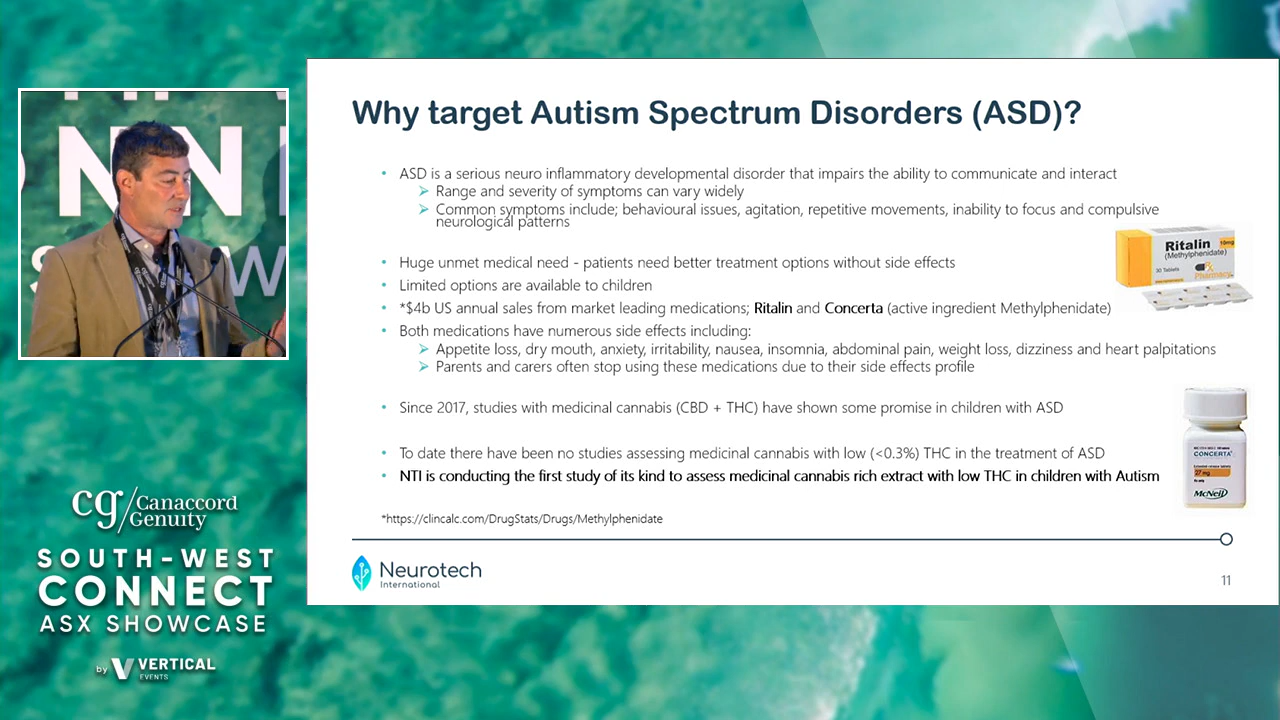 Why target Autism Spectrum Disorders (ASD)?
• ASD is a serious neuro inflammatory developmental disorder that impairs the ability to communicate and interact
➢ Range and severity of symptoms can vary widely
➢ Common symptoms include; behavioural issues, agitation, repetitive movements, inability to focus and compulsive
neurological patterns
• Huge unmet medical need - patients need better treatment options without side effects
• Limited options are available to children
• *$4b US annual sales from market leading medications; Ritalin and Concerta (active ingredient Methylphenidate)
• Both medications have numerous side effects including:
➢ Appetite loss, dry mouth, anxiety, irritability, nausea, insomnia, abdominal pain, weight loss, dizziness and heart palpitations
➢ Parents and carers often stop using these medications due to their side effects profile
• Since 2017, studies with medicinal cannabis (CBD + THC) have shown some promise in children with ASD
• To date there have been no studies assessing medicinal cannabis with low (<0.3%) THC in the treatment of ASD
• NTI is conducting the first study of its kind to assess medicinal cannabis rich extract with low THC in children with Autism
*https://clincalc.com/DrugStats/Drugs/Methylphenidate
Neurotech
International
11
Ritalin 10mg
(Methylphenidate)
30 Tablets
Rx
Pharmacy
CONCERTA
27 mg
McNeil
NN
cg/Canaccord
Genuity
SOUTH-WEST
CONNECT
ASX SHOWCASE
by VERTICAL
EVENTS